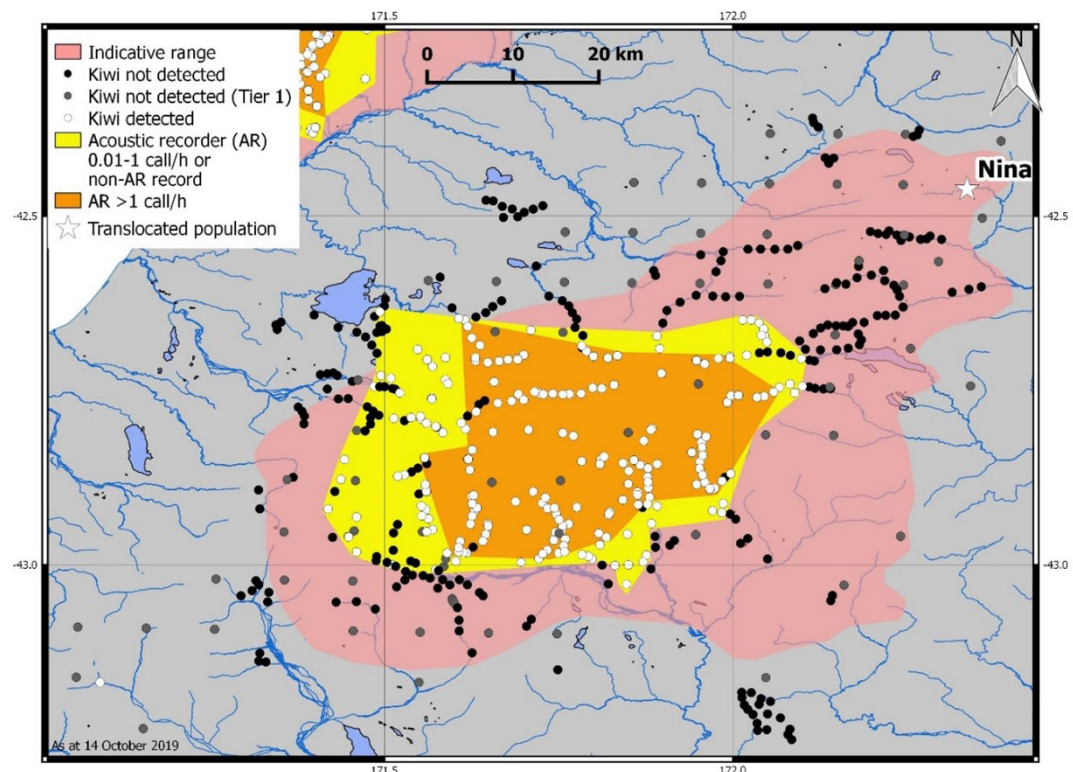 171.5
172.0
Indicative range
Kiwi not detected
Kiwi not detected (Tier 1)
Kiwi detected
Acoustic recorder (AR)
0.01-1 call/h or
non-AR record
AR >1 call/h
Translocated population
0 10 20 km
N
Nina
-42.5
-42.5
-43.0
-43.0
As at 14 October 2019
171.5
172.0